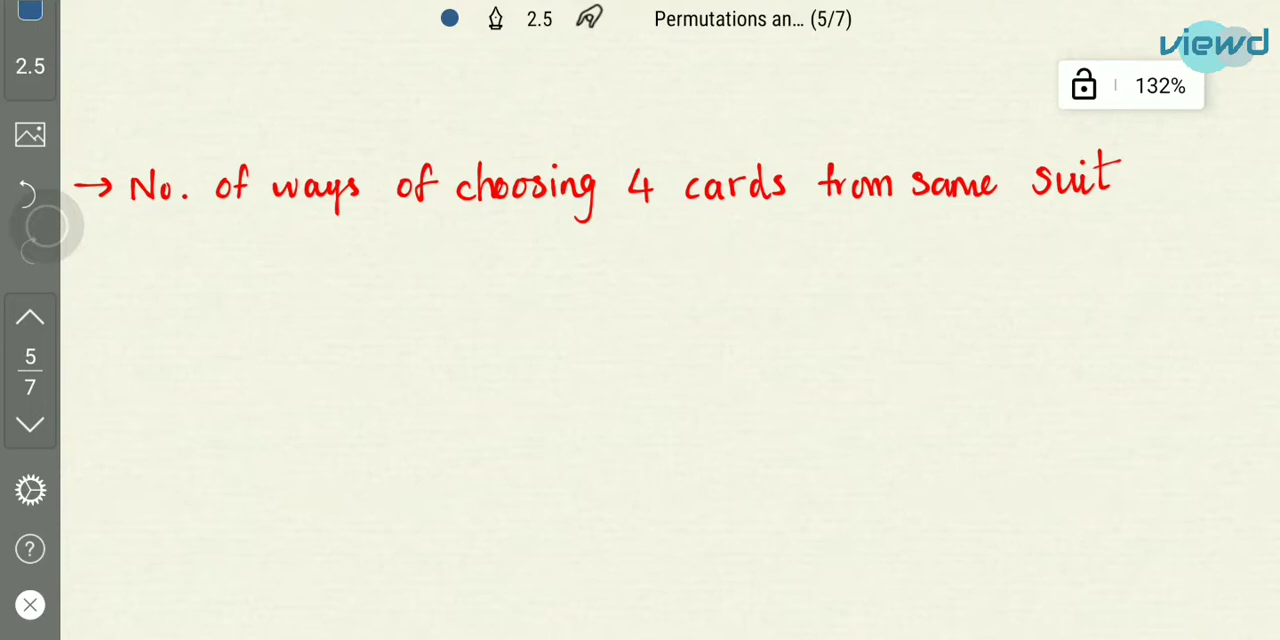 2.5 Permutations an... (5/7)
viewd
2.5
132%
→ No. of ways of choosing 4 cards from same suit
5
7
?